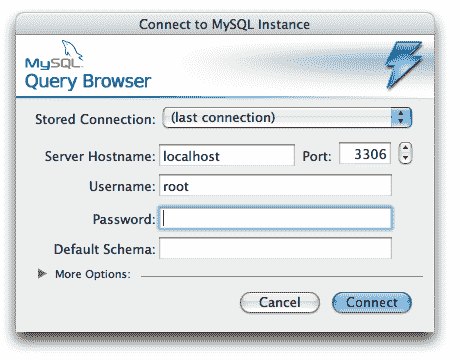 Connect to MySQL Instance
MySQL
Query Browser
Stored Connection: (last connection)
Server Hostname: localhost Port: 3306
Username: root
Password:
Default Schema:
More Options:
Cancel Connect